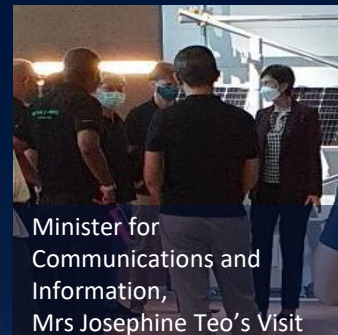 Minister for
Communications and
Information,
Mrs Josephine Teo's Visit